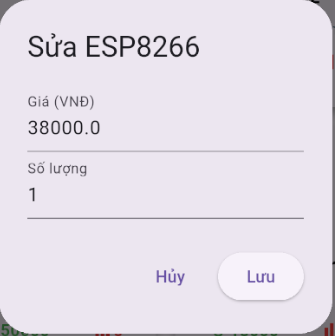 Sửa ESP8266
Giá (VNĐ)
38000.0
Số lượng
1
Hủy
Lưu